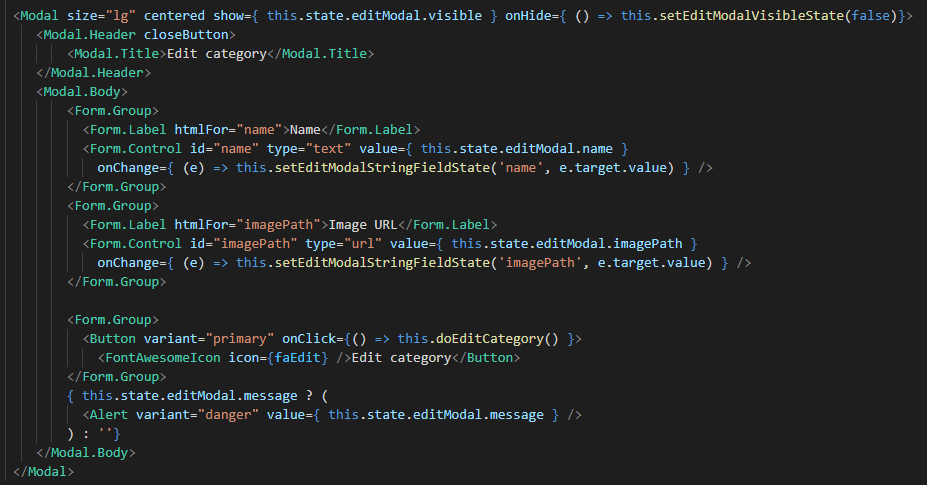 <Modal size="lg" centered show={ this.state.editModal.visible } onHide={ () => this.setEditModalVisibleState(false)}>
<Modal.Header closeButton>
<Modal.Title>Edit category</Modal.Title>
</Modal.Header>
<Modal.Body>
<Form.Group>
<Form.Label htmlFor="name">Name</Form.Label>
<Form.Control id="name" type="text" value={ this.state.editModal.name }
onChange={ (e) => this.setEditModalStringFieldState('name', e.target.value) } />
</Form.Group>
<Form.Group>
<Form.Label htmlFor="imagePath">Image URL</Form.Label>
<Form.Control id="imagePath" type="url" value={ this.state.editModal.imagePath }
onChange={ (e) => this.setEditModalStringFieldState('imagePath', e.target.value) } />
</Form.Group>
<Form.Group>
<Button variant="primary" onClick={() => this.doEditCategory() }>
<FontAwesomeIcon icon={faEdit} />Edit category</Button>
</Form.Group>
{ this.state.editModal.message ? (
<Alert variant="danger" value={ this.state.editModal.message } />
) : ''}
</Modal.Body>
</Modal>